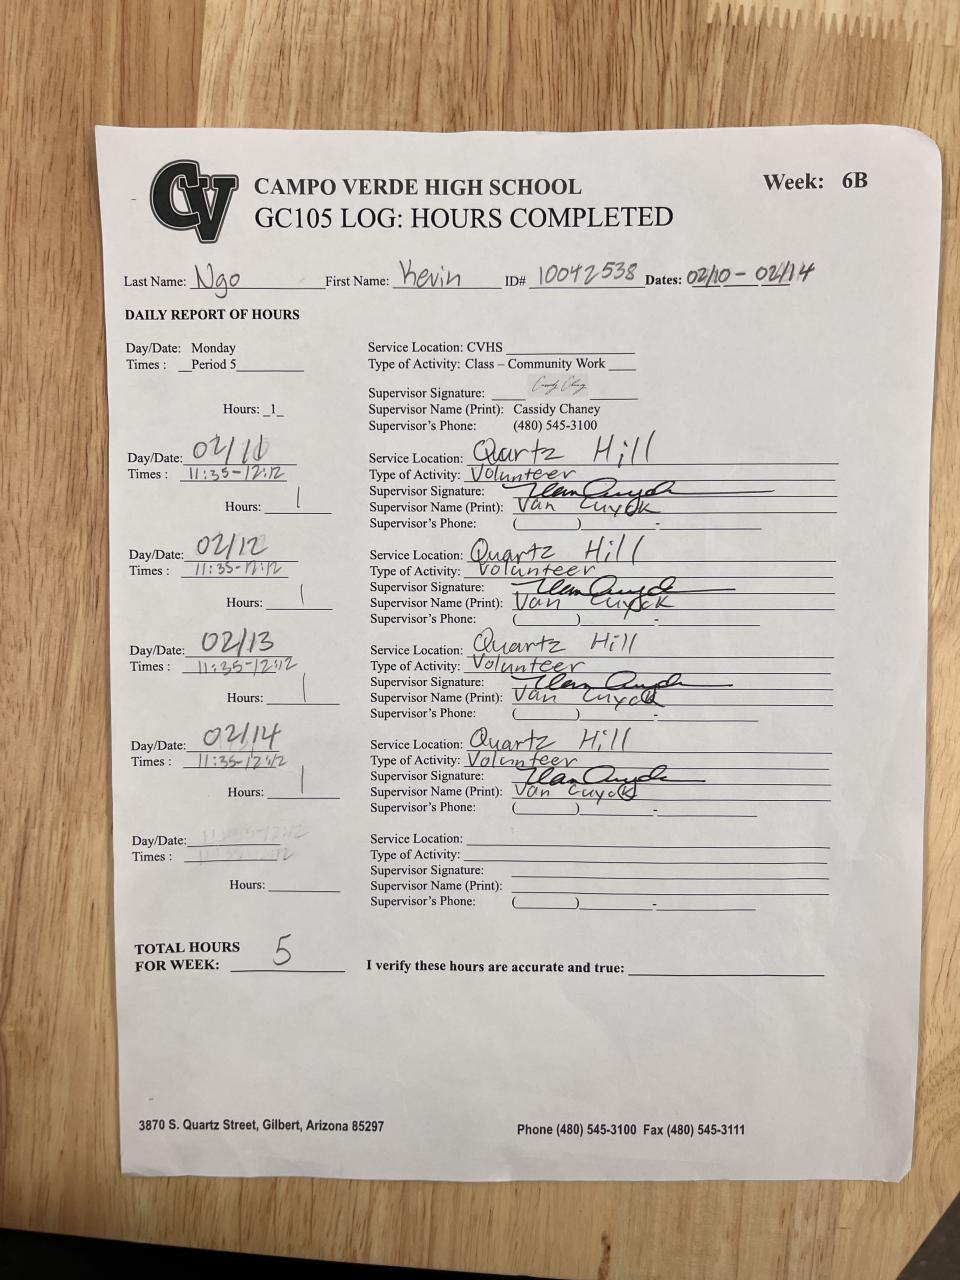 CV
CAMPO VERDE HIGH SCHOOL
Week: 6B
GC105 LOG: HOURS COMPLETED
Last Name: Ngo First Name: Kevin ID# 10042538 Dates: 02/10 - 02/14
DAILY REPORT OF HOURS
Day/Date: Monday
Service Location: CVHS
Times : Period 5
Type of Activity: Class – Community Work
Supervisor Signature:
Hours: 1
Supervisor Name (Print): Cassidy Chaney
Supervisor's Phone: (480) 545-3100
Day/Date: 02/11
Service Location: Quartz Hill
Times : 11:35-12:12
Type of Activity: Volunteer
Supervisor Signature:
Hours: 1
Supervisor Name (Print): Van Cuyck
Supervisor's Phone: ( ) -
Day/Date: 02/12
Service Location: Quartz Hill
Times : 11:35-12:12
Type of Activity: Volunteer
Supervisor Signature:
Hours: 1
Supervisor Name (Print): Van Cuyck
Supervisor's Phone: ( ) -
Day/Date: 02/13
Service Location: Quartz Hill
Times : 11:35-12:12
Type of Activity: Volunteer
Supervisor Signature:
Hours: 1
Supervisor Name (Print): Van Cuyck
Supervisor's Phone: ( ) -
Day/Date: 02/14
Service Location: Quartz Hill
Times : 11:35-12:12
Type of Activity: Volunteer
Supervisor Signature:
Hours: 1
Supervisor Name (Print): Van Cuyck
Supervisor's Phone: ( ) -
Day/Date:
Service Location:
Times :
Type of Activity:
Supervisor Signature:
Hours:
Supervisor Name (Print):
Supervisor's Phone: ( ) -
TOTAL HOURS
FOR WEEK: 5
I verify these hours are accurate and true:
3870 S. Quartz Street, Gilbert, Arizona 85297
Phone (480) 545-3100 Fax (480) 545-3111